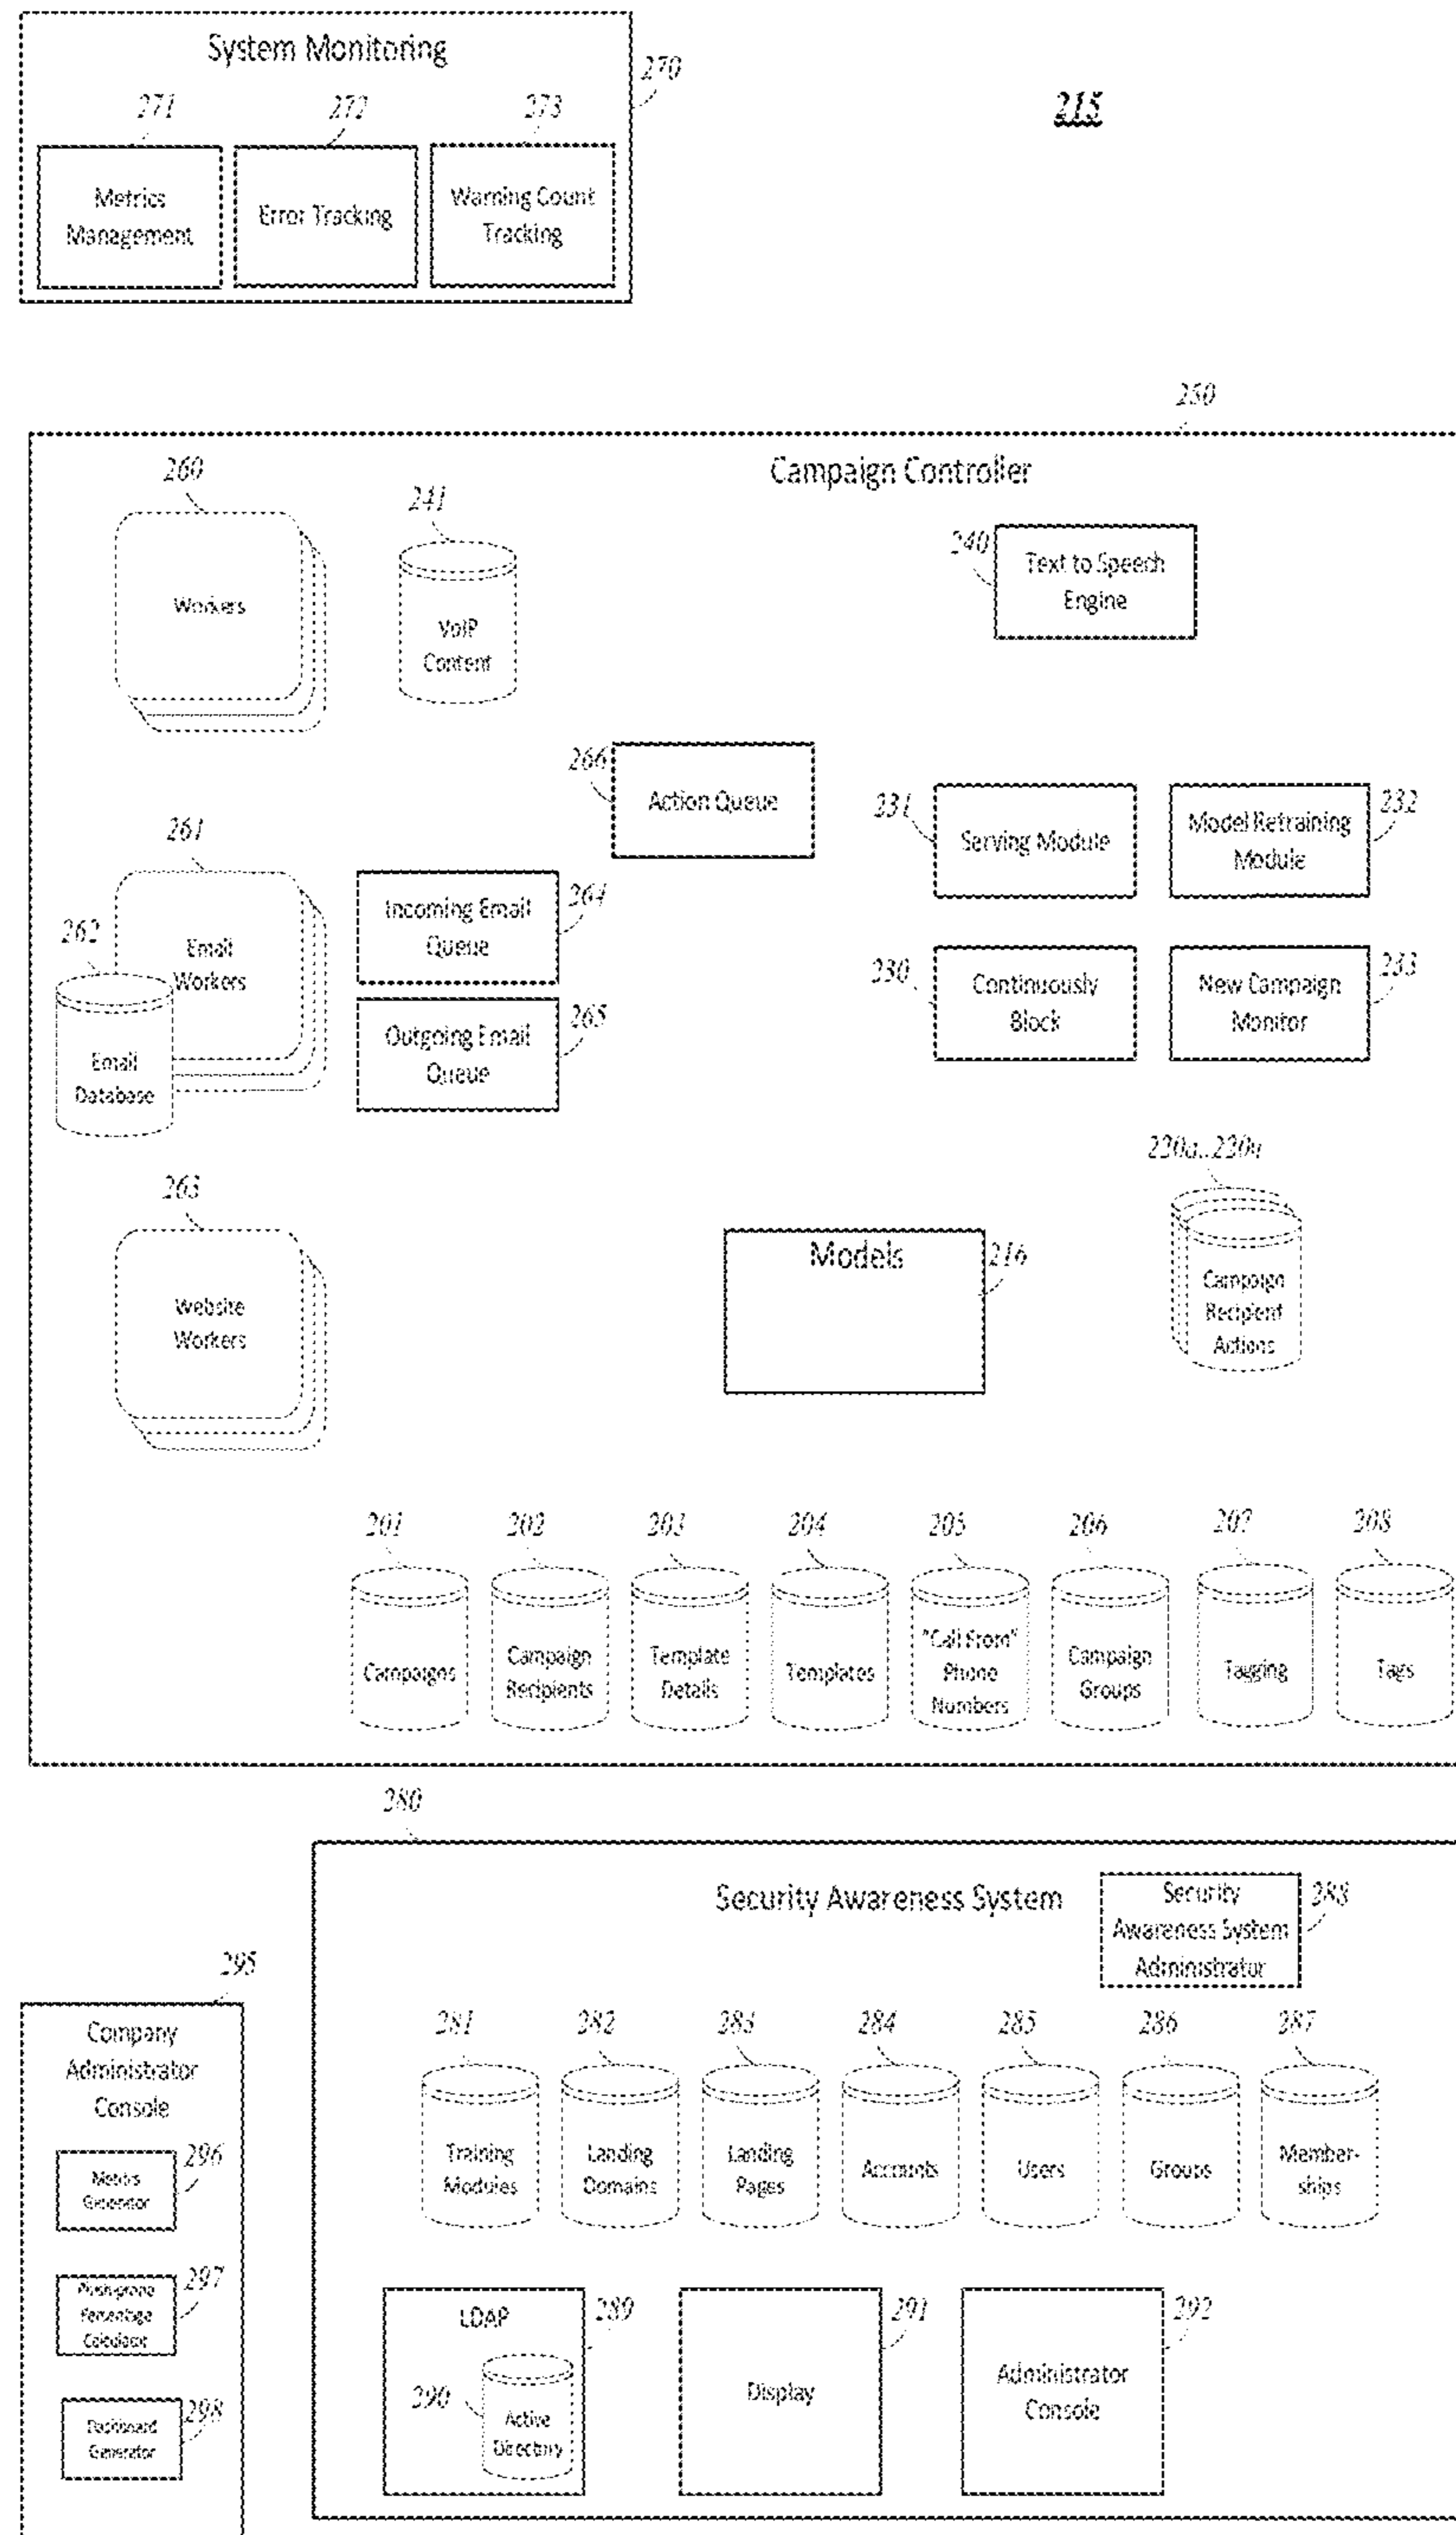 System Monitoring
270
215
271
272
273
Metrics
Management
Error Tracking
Warning Count
Tracking
250
Campaign Controller
260
241
240
Text to Speech
Engine
Workers
VoIP
Content
266
Action Queue
231
Serving Module
Model Retraining
Module
232
261
Incoming Email
Queue
264
262
Email
Workers
230
Continuously
Block
New Campaign
Monitor
233
Outgoing Email
Queue
265
Email
Database
230a..230n
263
Models
216
Website
Workers
Campaign
Recipient
Actions
201
202
203
204
205
206
207
208
Campaigns
Campaign
Recipients
Template
Details
Templates
"Call From"
Phone
Numbers
Campaign
Groups
Tagging
Tags
280
Security Awareness System
Security
Awareness System
Administrator
288
295
Company
Administrator
Console
281
282
283
284
285
286
287
Training
Modules
Landing
Domains
Landing
Pages
Accounts
Users
Groups
Member-
ships
296
Metrics
Generator
297
Percentage
Calculator
298
Dashboard
Generator
LDAP
289
290
Active
Directory
Display
291
Administrator
Console
292